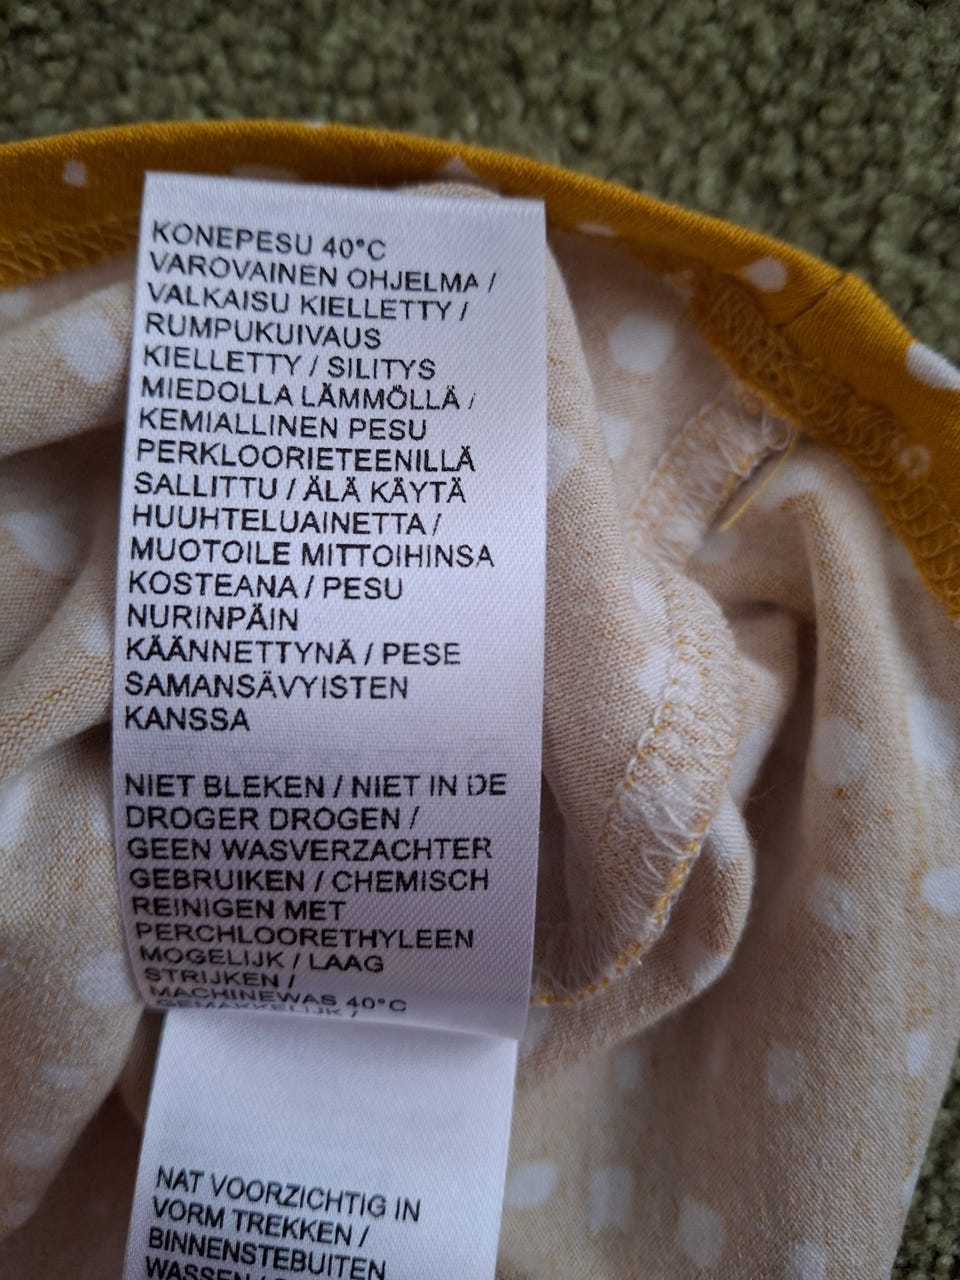 KONEPESU 40°C
VAROVAINEN OHJELMA /
VALKAISU KIELLETTY /
RUMPUKUIVAUS
KIELLETTY / SILITYS
MIEDOLLA LÄMMÖLLÄ /
KEMIALLINEN PESU
PERKLOORIETEENILLÄ
SALLITTU / ÄLÄ KÄYTÄ
HUUHTELUAINETTA /
MUOTOILE MITTOIHINSA
KOSTEANA / PESU
NURINPÄIN
KÄÄNNETTYNÄ / PESE
SAMANSÄVYISTEN
KANSSA
NIET BLEKEN / NIET IN DE
DROGER DROGEN /
GEEN WASVERZACHTER
GEBRUIKEN / CHEMISCH
REINIGEN MET
PERCHLOORETHYLEEN
MOGELIJK / LAAG
STRIJKEN /
MACHINEWAS 40°C
GEMAKKELIJK /
NAT VOORZICHTIG IN
VORM TREKKEN /
BINNENSTEBUITEN
WASSEN /